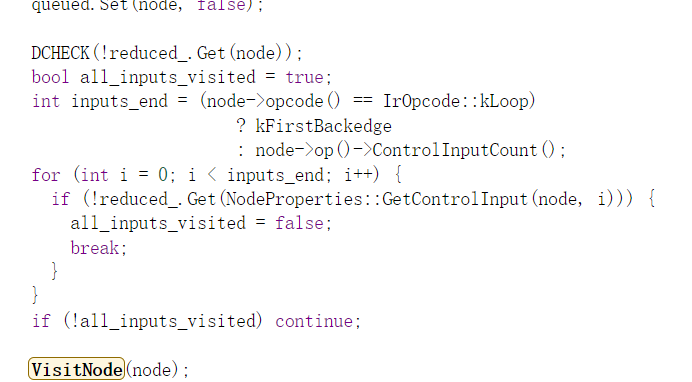 queued.Set(node, false);
DCHECK(!reduced_.Get(node));
bool all_inputs_visited = true;
int inputs_end = (node->opcode() == IrOpcode::kLoop)
? kFirstBackedge
: node->op()->ControlInputCount();
for (int i = 0; i < inputs_end; i++) {
if (!reduced_.Get(NodeProperties::GetControlInput(node, i))) {
all_inputs_visited = false;
break;
}
}
if (!all_inputs_visited) continue;
VisitNode(node);